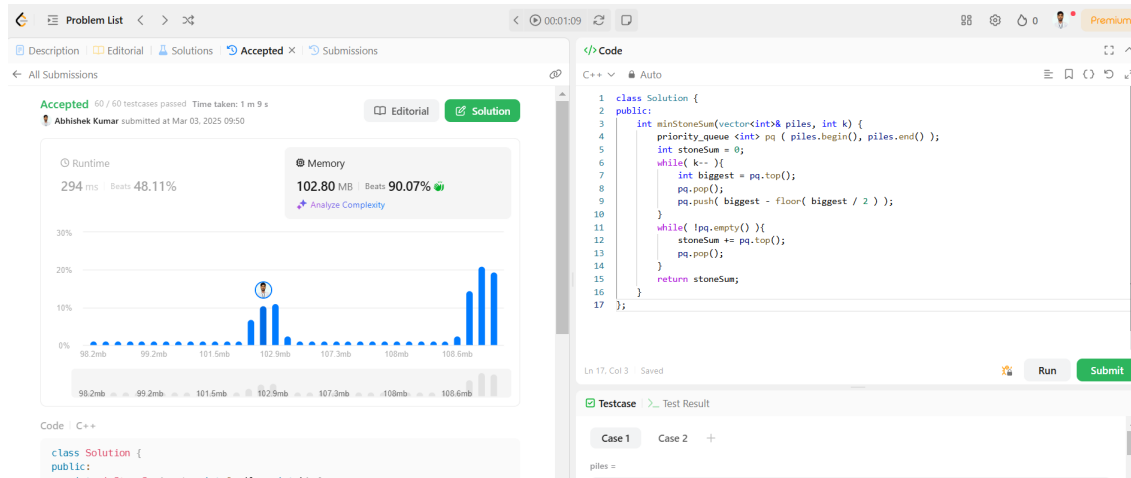 Problem List
00:01:09
0
Premium
Description
Editorial
Solutions
Accepted
Submissions
All Submissions
Accepted 60 / 60 testcases passed Time taken: 1 m 9 s
Abhishek Kumar submitted at Mar 03, 2025 09:50
Editorial
Solution
Runtime
294 ms Beats 48.11%
Memory
102.80 MB Beats 90.07%
Analyze Complexity
30%
20%
10%
0%
98.2mb 99.2mb 101.5mb 102.9mb 107.3mb 108mb 108.6mb
98.2mb 99.2mb 101.5mb 102.9mb 107.3mb 108mb 108.6mb
Code C++
class Solution {
public:
</> Code
C++ Auto
1 class Solution {
2 public:
3 int minStoneSum(vector<int>& piles, int k) {
4 priority_queue <int> pq ( piles.begin(), piles.end() );
5 int stoneSum = 0;
6 while( k-- ){
7 int biggest = pq.top();
8 pq.pop();
9 pq.push( biggest - floor( biggest / 2 ) );
10 }
11 while( !pq.empty() ){
12 stoneSum += pq.top();
13 pq.pop();
14 }
15 return stoneSum;
16 }
17 };
Ln 17, Col 3 Saved
Run
Submit
Testcase
>_ Test Result
Case 1 Case 2 +
piles =